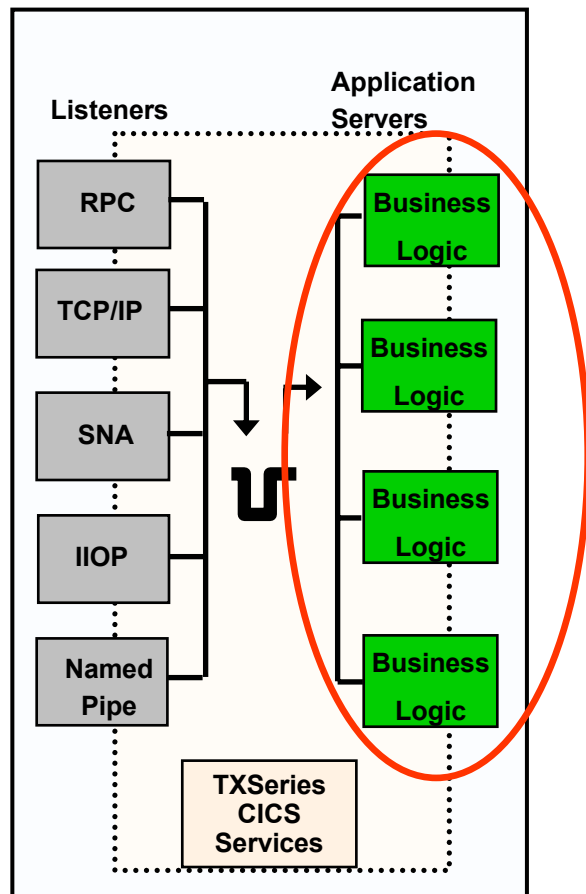 Listeners
Application
Servers
RPC
TCP/IP
SNA
IIOP
Named
Pipe
Business
Logic
Business
Logic
Business
Logic
Business
Logic
TXSeries
CICS
Services